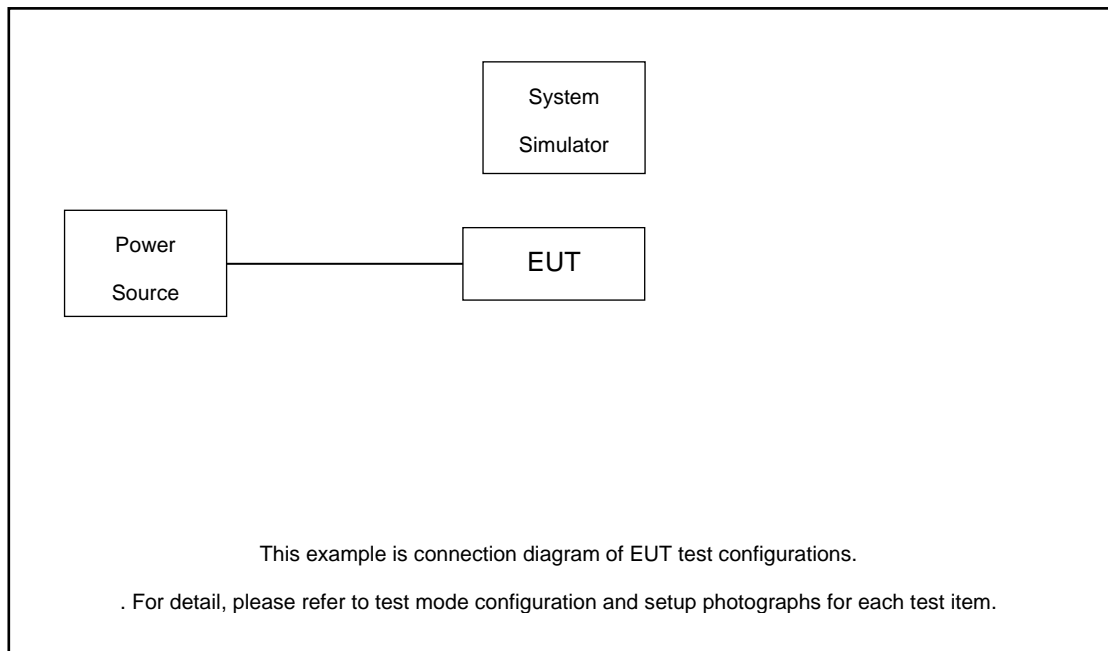 System
Simulator
Power
Source
EUT
This example is connection diagram of EUT test configurations.
. For detail, please refer to test mode configuration and setup photographs for each test item.